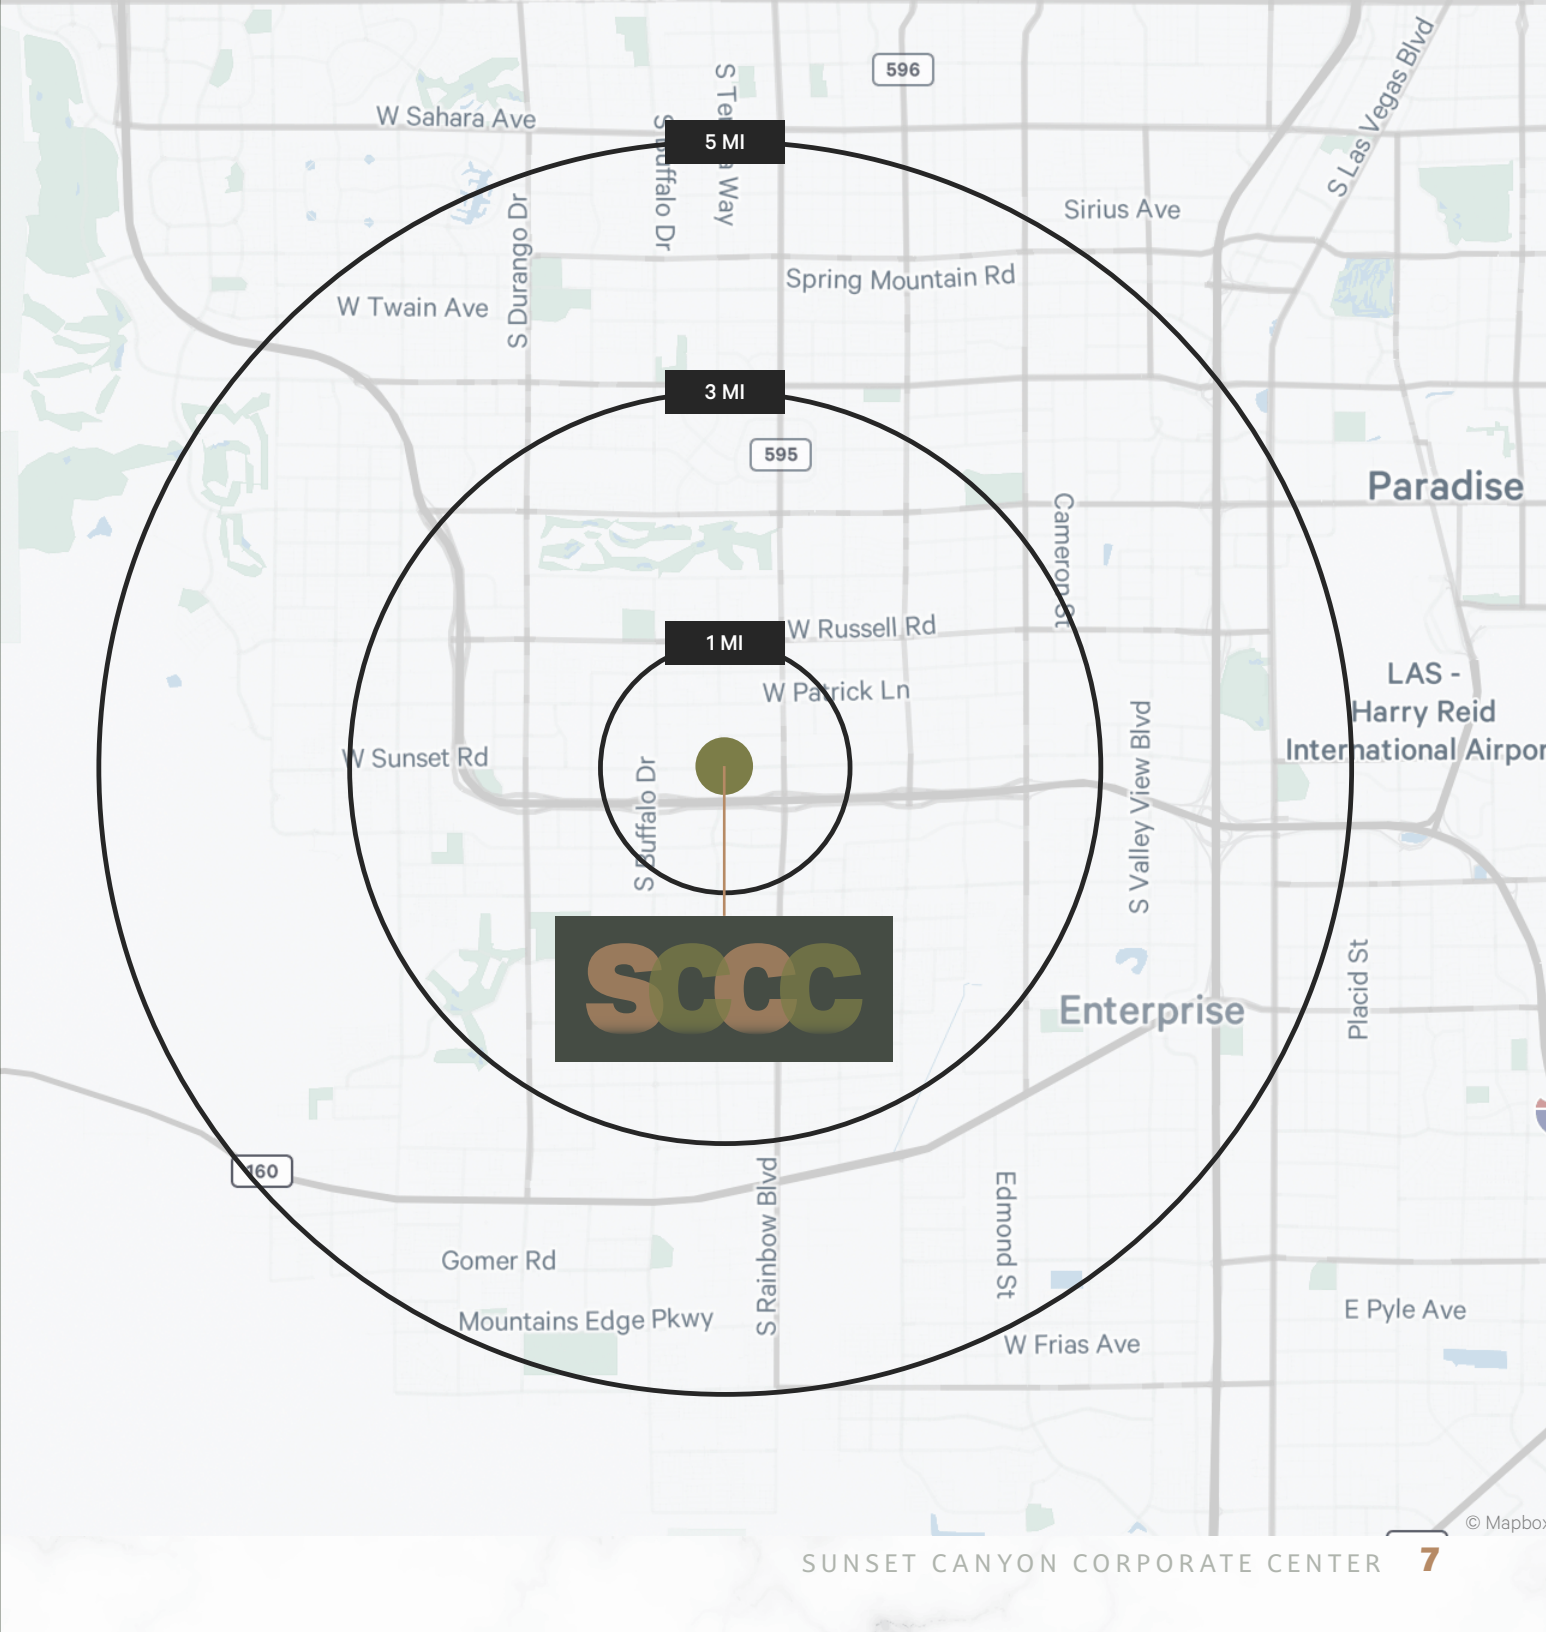 596
S Las Vegas Blvd
W Sahara Ave
S Buffalo Dr
S Way
5 MI
Sirius Ave
S Durango Dr
Spring Mountain Rd
W Twain Ave
3 MI
595
Paradise
Cameron St
W Russell Rd
1 MI
W Patrick Ln
LAS -
Harry Reid
International Airpor
W Sunset Rd
S Buffalo Dr
S Valley View Blvd
SCCC
Placid St
Enterprise
160
S Rainbow Blvd
Edmond St
Gomer Rd
Mountains Edge Pkwy
E Pyle Ave
W Frias Ave
© Mapbox
SUNSET CANYON CORPORATE CENTER 7